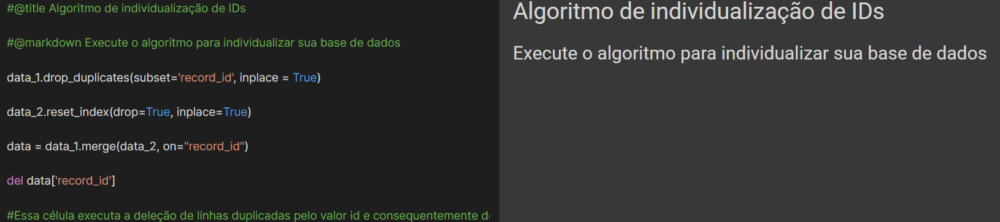 #@title Algoritmo de individualização de IDs
#@markdown Execute o algoritmo para individualizar sua base de dados
data_1.drop_duplicates(subset='record_id', inplace = True)
data_2.reset_index(drop=True, inplace=True)
data = data_1.merge(data_2, on="record_id")
del data['record_id']
#Essa célula executa a deleção de linhas duplicadas pelo valor id e consequentemente
Algoritmo de individualização de IDs
Execute o algoritmo para individualizar sua base de dados